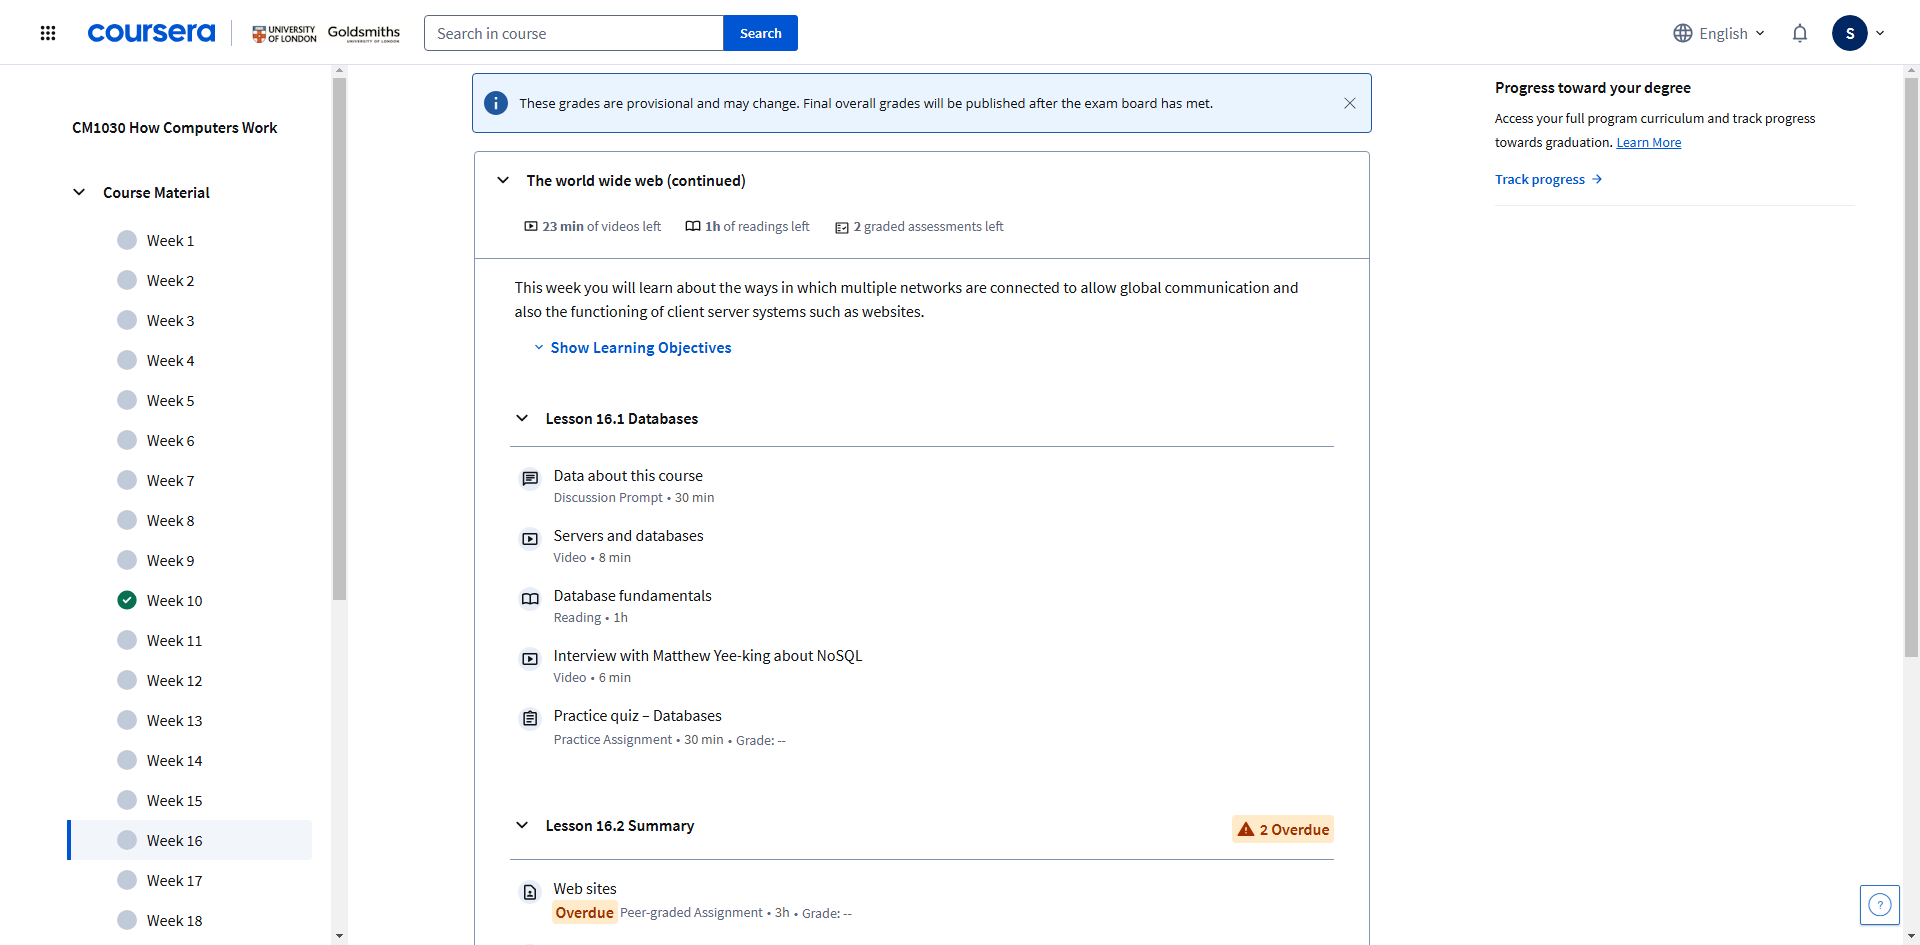 coursera
UNIVERSITY
OF LONDON
Goldsmiths
UNIVERSITY OF LONDON
Search in course
Search
English
S
CM1030 How Computers Work
Course Material
Week 1
Week 2
Week 3
Week 4
Week 5
Week 6
Week 7
Week 8
Week 9
Week 10
Week 11
Week 12
Week 13
Week 14
Week 15
Week 16
Week 17
Week 18
These grades are provisional and may change. Final overall grades will be published after the exam board has met.
The world wide web (continued)
23 min of videos left
1h of readings left
2 graded assessments left
This week you will learn about the ways in which multiple networks are connected to allow global communication and
also the functioning of client server systems such as websites.
Show Learning Objectives
Lesson 16.1 Databases
Data about this course
Discussion Prompt • 30 min
Servers and databases
Video • 8 min
Database fundamentals
Reading • 1h
Interview with Matthew Yee-king about NoSQL
Video • 6 min
Practice quiz – Databases
Practice Assignment • 30 min • Grade: --
Lesson 16.2 Summary
2 Overdue
Web sites
Overdue Peer-graded Assignment • 3h • Grade: --
Progress toward your degree
Access your full program curriculum and track progress
towards graduation. Learn More
Track progress →